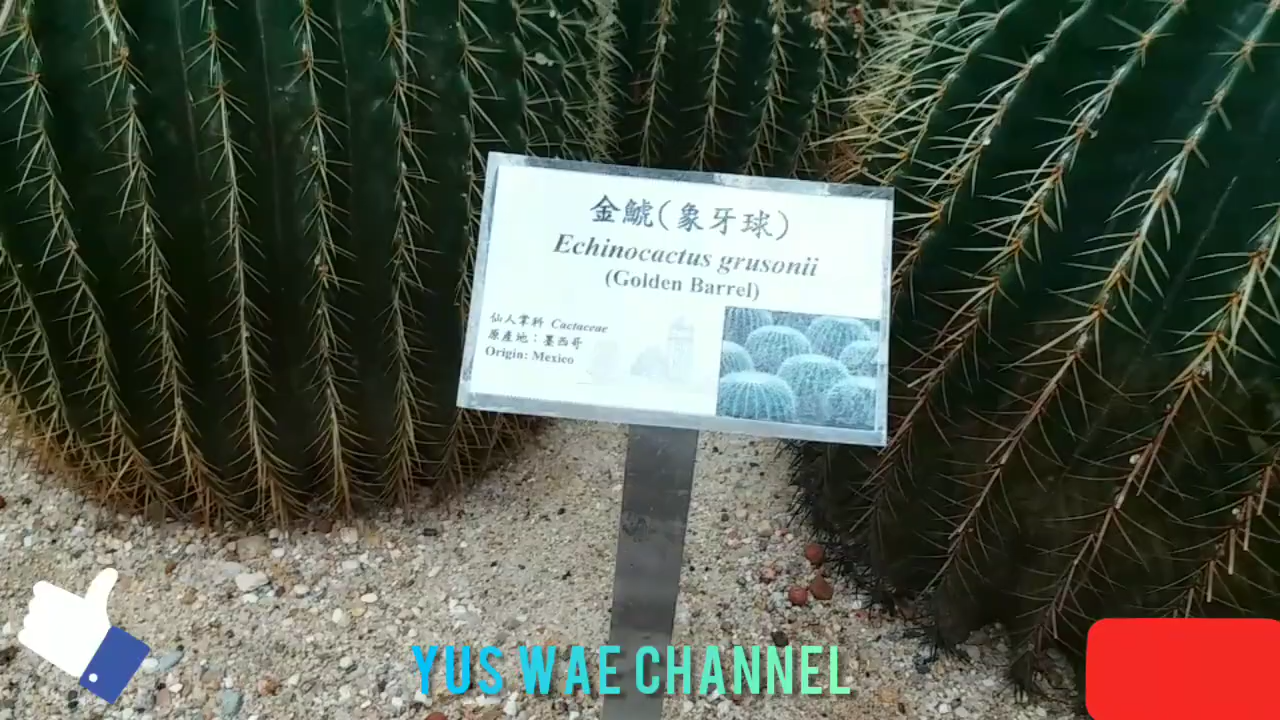 金鯱(象牙球)
Echinocactus grusonii
(Golden Barrel)
仙人掌科 Cactaceae
原產地：墨西哥
Origin: Mexico
YUS WAE CHANNEL